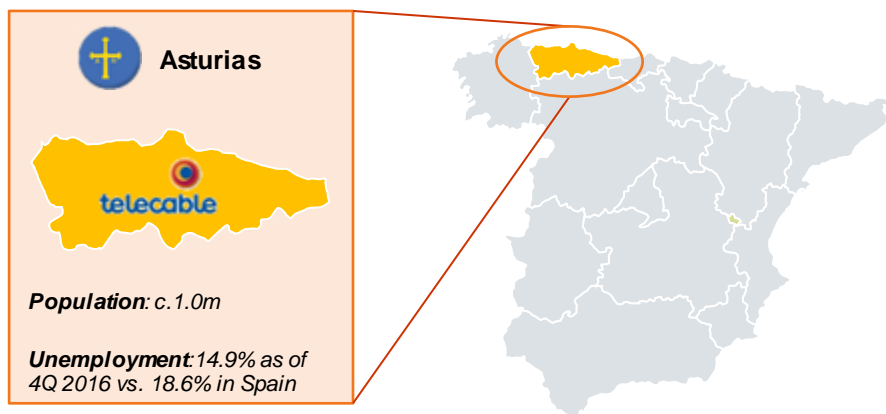 Asturias
telecable
Population: c.1.0m
Unemployment:14.9% as of
4Q 2016 vs. 18.6% in Spain